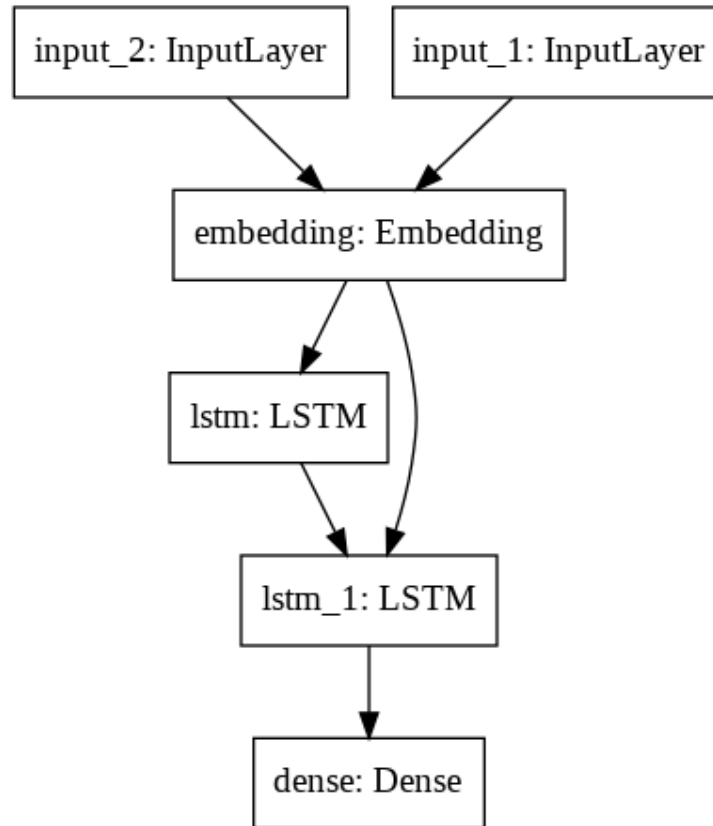 input_2: InputLayer
input_1: InputLayer
embedding: Embedding
lstm: LSTM
lstm_1: LSTM
dense: Dense